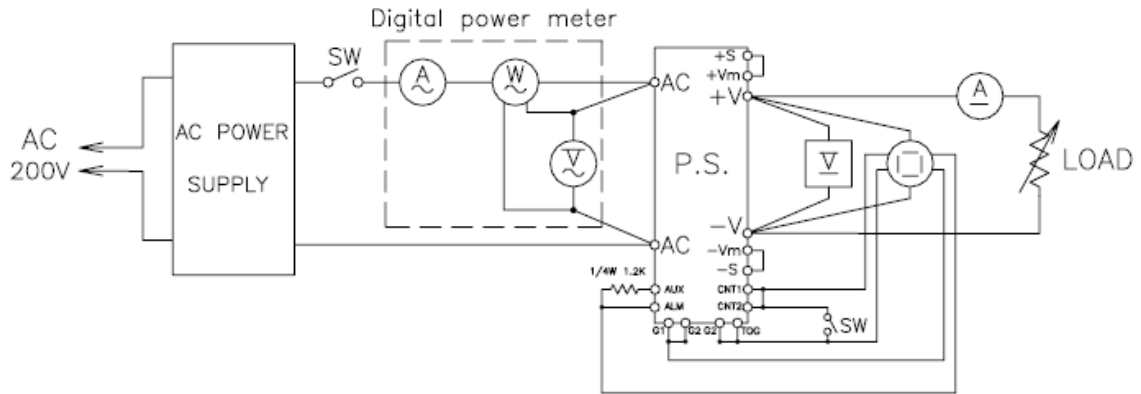 Digital power meter
SW
A
W
V
AC
200V
AC POWER
SUPPLY
AC
AC
P.S.
+S
+Vm
+V
-V
-Vm
-S
V
A
LOAD
1/4W 1.2K
AUX
ALM
CNT1
CNT2
G1
G2
G2
TOG
SW